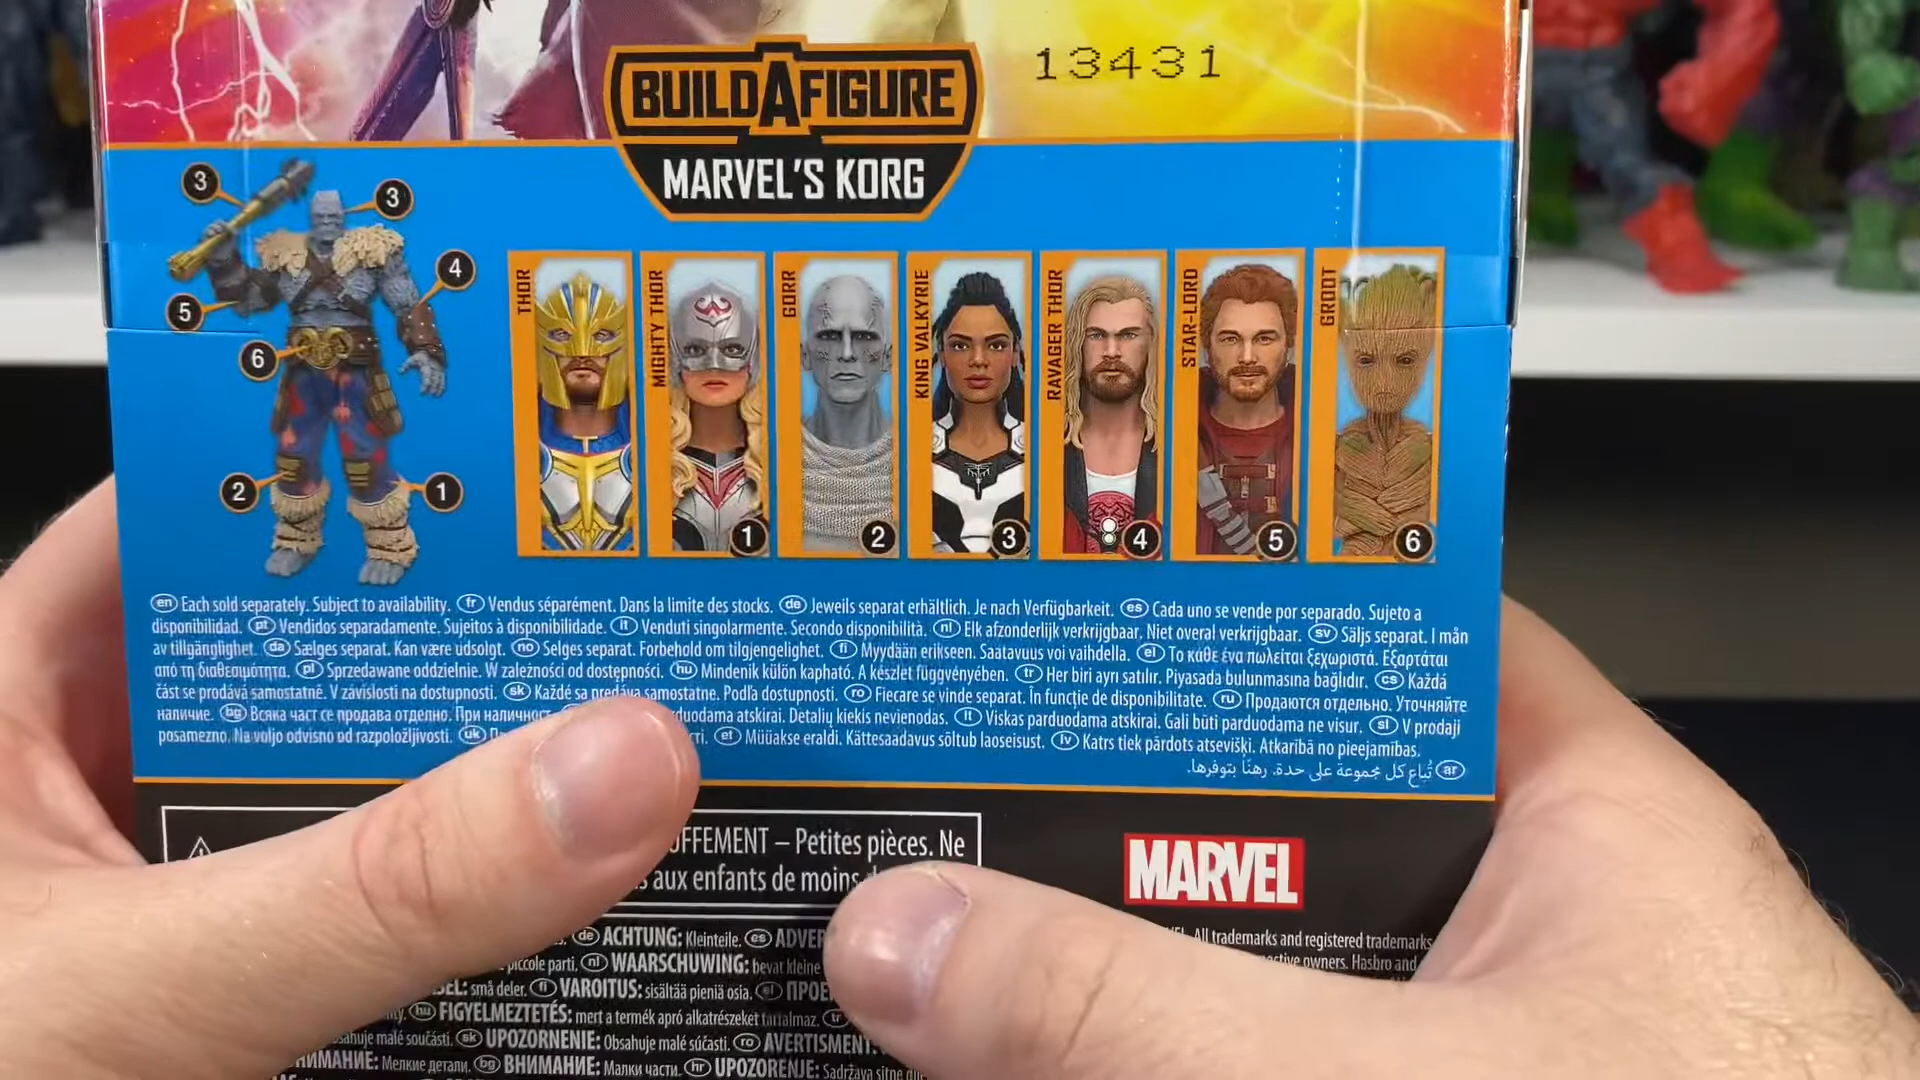 13431
BUILD A FIGURE
MARVEL'S KORG
3
3
4
5
6
2
1
THOR
MIGHTY THOR
1
GORR
2
KING VALKYRIE
3
RAVAGER THOR
4
STAR-LORD
5
GROOT
6
en Each sold separately. Subject to availability. fr Vendus séparément. Dans la limite des stocks. de Jeweils separat erhältlich. Je nach Verfügbarkeit. es Cada uno se vende por separado. Sujeto a
disponibilidad. pt Vendidos separadamente. Sujeitos à disponibilidade. it Venduti singolarmente. Secondo disponibilità. nl Elk afzonderlijk verkrijgbaar. Niet overal verkrijgbaar. sv Säljs separat. I mån
av tillgänglighet. da Sælges separat. Kan være udsolgt. no Selges separat. Forbehold om tilgjengelighet. fi Myydään erikseen. Saatavuus voi vaihdella. el Το κάθε ένα πωλείται ξεχωριστά. Εξαρτάται
από τη διαθεσιμότητα. pl Sprzedawane oddzielnie. W zależności od dostępności. hu Mindenik külön kapható. A készlet függvényében. tr Her biri ayrı satılır. Piyasada bulunmasına bağlıdır. cs Každá
část se prodává samostatně. V závislosti na dostupnosti. sk Každé sa predáva samostatne. Podľa dostupnosti. ro Fiecare se vinde separat. În funcție de disponibilitate. ru Продаются отдельно. Уточняйте
наличие. bg Всяка част се продава отделно. При наличност. parduodama atskirai. Detalių kiekis nevienodas. lt Viskas parduodama atskirai. Gali būti parduodama ne visur. sl V prodaji
posamezno. Na voljo odvisno od razpoložljivosti. uk et Müüakse eraldi. Kättesaadavus sõltub laoseisust. lv Katrs tiek pārdots atsevišķi. Atkarībā no pieejamības.
ar تُباع كل مجموعة على حدة. رهنًا بتوفرها.
– Petites pièces. Ne
aux enfants de moins
MARVEL
de ACHTUNG: Kleinteile. es
piccole parti. nl WAARSCHUWING: bevat kleine
små deler. fi VAROITUS: sisältää pieniä osia. el
hu FIGYELMEZTETÉS: mert a termék apró alkatrészeket tartalmaz. tr
malé součásti. sk UPOZORNENIE: Obsahuje malé súčasti. ro
ВНИМАНИЕ: Мелкие детали. bg ВНИМАНИЕ: Малки части. hr UPOZORENJE: Sadržava sitne
All trademarks and registered trademarks
owners. Hasbro and